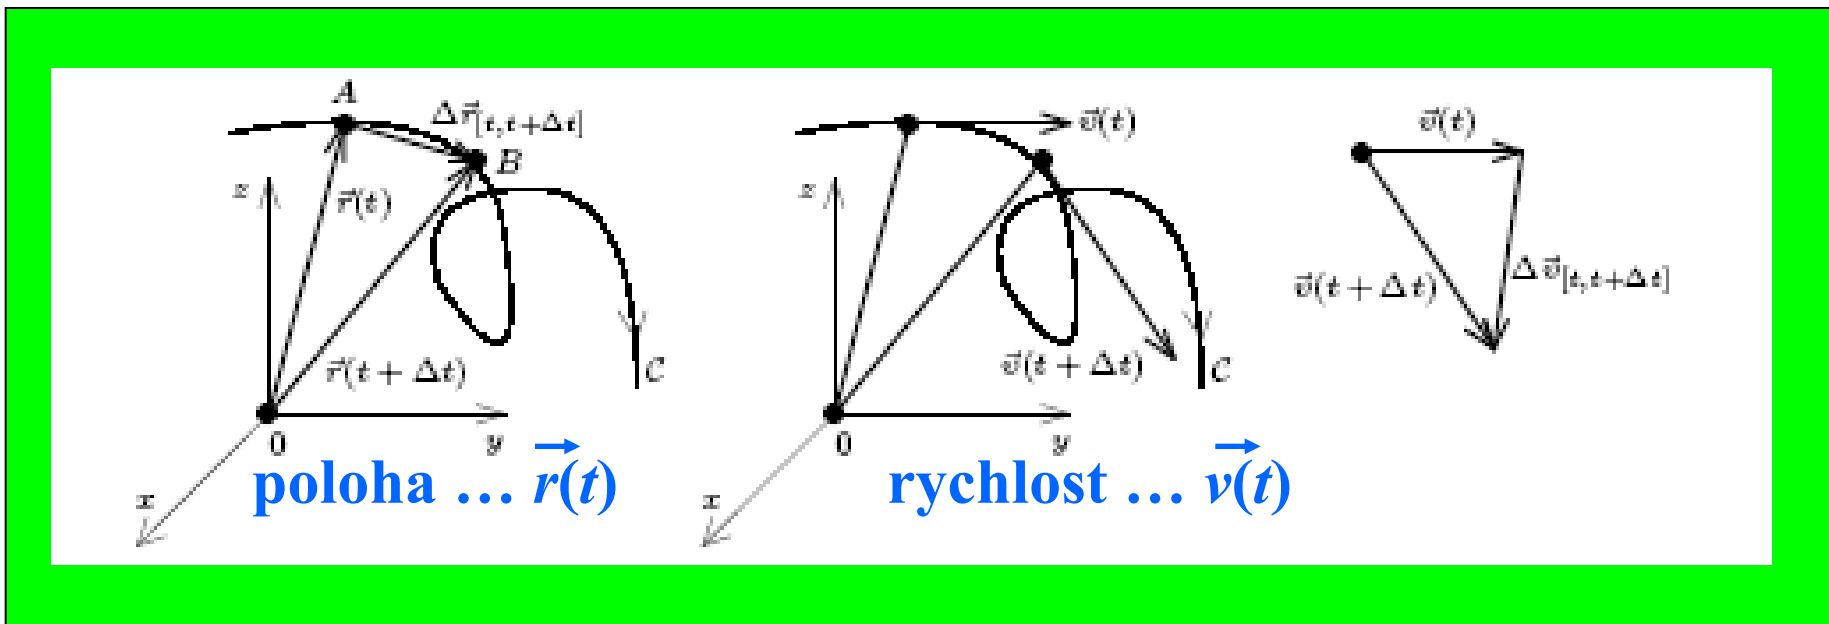 A
Δr⃗[t,t+Δt]
B
z
r⃗(t)
r⃗(t + Δt)
C
0
y
x
poloha … r⃗(t)
v⃗(t)
z
v⃗(t + Δt)
C
0
y
x
rychlost … v⃗(t)
v⃗(t)
v⃗(t + Δt)
Δv⃗[t,t+Δt]